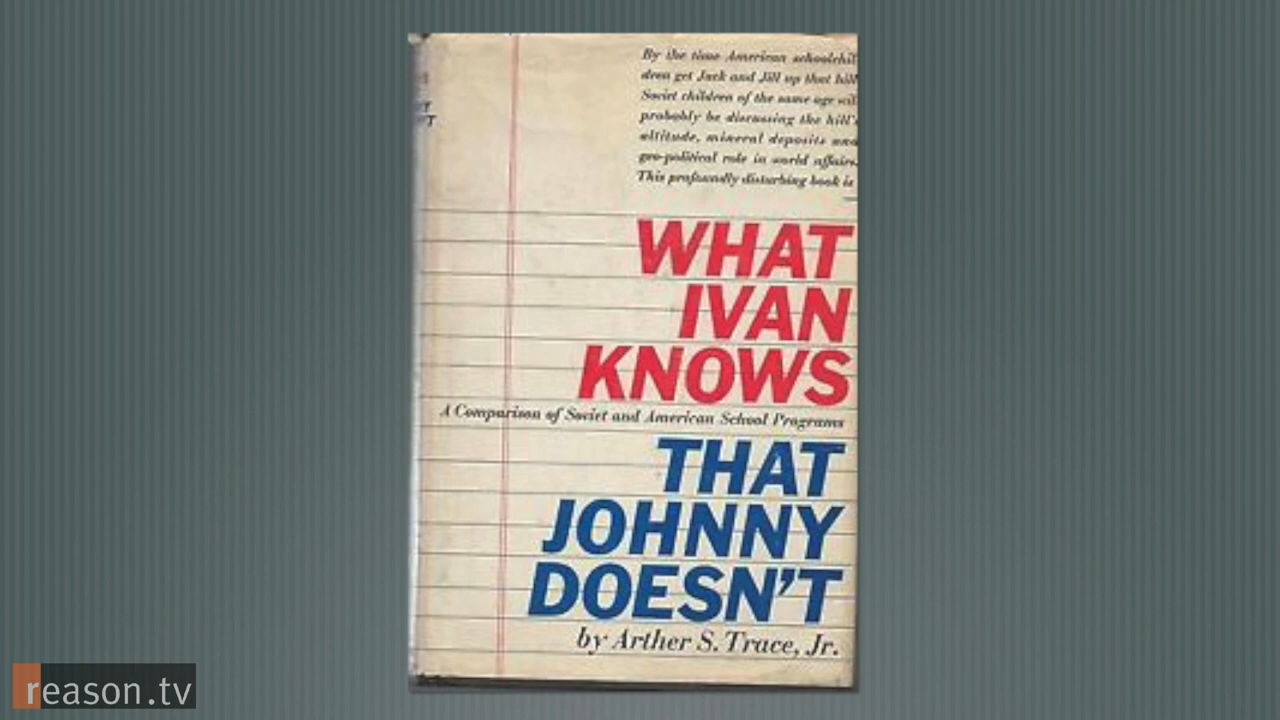 By the time American schoolchil
dren get Jack and Jill up that hill
Soviet children of the same age wil
probably be discussing the hill's
altitude, mineral deposits and
geo-political role in world affairs.
This profoundly disturbing book is
WHAT
IVAN
KNOWS
A Comparison of Soviet and American School Programs
THAT
JOHNNY
DOESN'T
by Arther S. Trace, Jr.
reason.tv